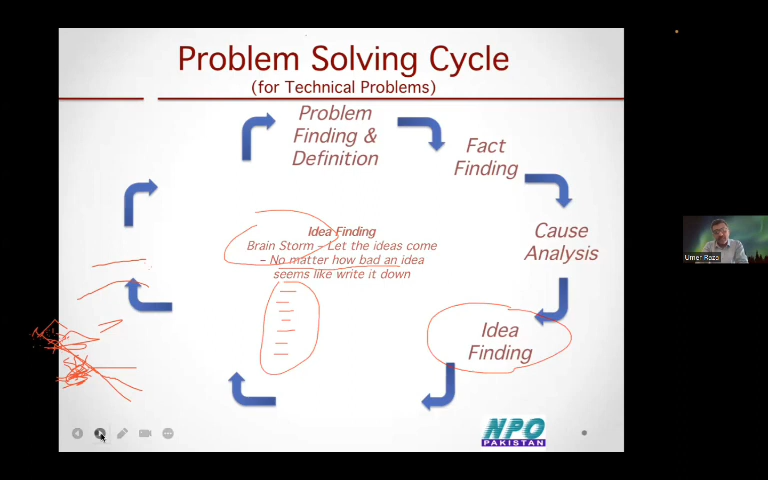 Problem Solving Cycle
(for Technical Problems)
Problem
Finding &
Definition
Fact
Finding
Cause
Analysis
Idea
Finding
Idea Finding
Brain Storm – Let the ideas come
– No matter how bad an idea
seems like write it down
NPO
PAKISTAN
Umer Raza